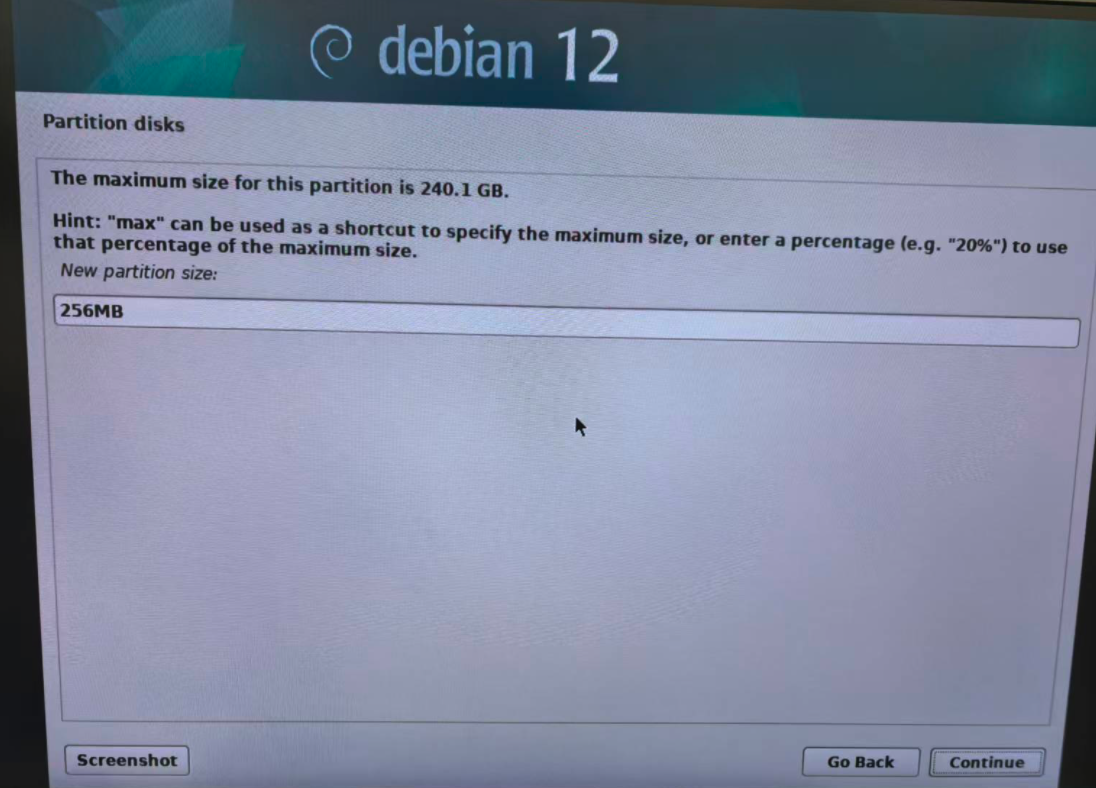 debian 12
Partition disks
The maximum size for this partition is 240.1 GB.
Hint: "max" can be used as a shortcut to specify the maximum size, or enter a percentage (e.g. "20%") to use
that percentage of the maximum size.
New partition size:
256MB
Screenshot
Go Back
Continue